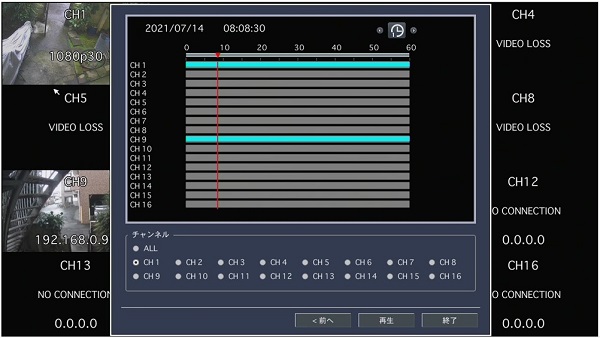 CH1
1080p30
CH5
VIDEO LOSS
CH9
192.168.0.9
CH13
NO CONNECTION
0.0.0.0
2021/07/14 08:08:30
0 10 20 30 40 50 60
CH 1
CH 2
CH 3
CH 4
CH 5
CH 6
CH 7
CH 8
CH 9
CH 10
CH 11
CH 12
CH 13
CH 14
CH 15
CH 16
チャンネル
ALL
CH 1 CH 2 CH 3 CH 4 CH 5 CH 6 CH 7 CH 8
CH 9 CH 10 CH 11 CH 12 CH 13 CH 14 CH 15 CH 16
<前へ 再生 終了
CH4
VIDEO LOSS
CH8
VIDEO LOSS
CH12
O CONNECTION
0.0.0.0
CH16
O CONNECTION
0.0.0.0